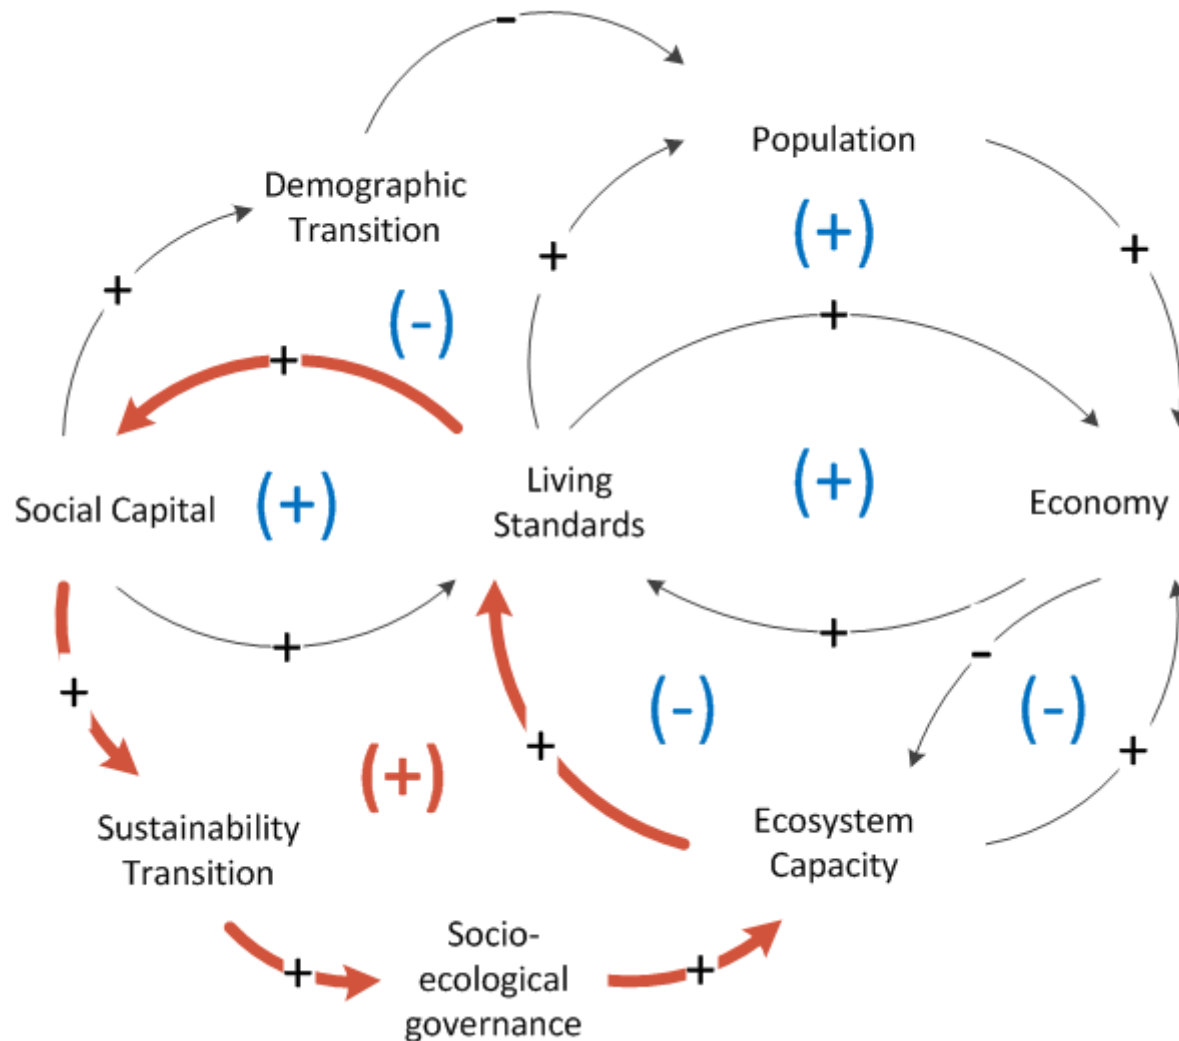 -
Population
Demographic
Transition
(+)
+
+
+
(-)
+
+
Living
Standards
(+)
Social Capital
(+)
Economy
+
+
-
+
(-)
(-)
+
+
(+)
Ecosystem
Capacity
Sustainability
Transition
Socio-
ecological
governance
+
+